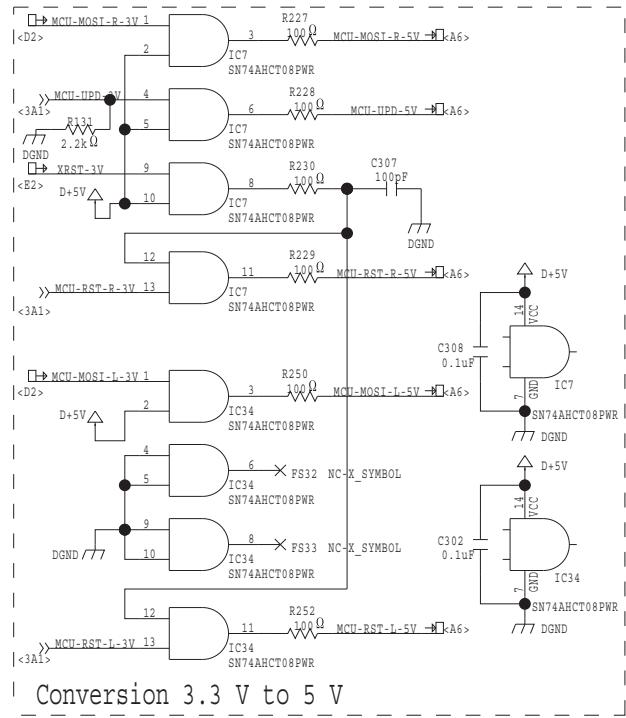 R227
MCU-MOSI-R-3V 1 3 100Ω MCU-MOSI-R-5V <A6>
<D2> 2
IC7
SN74AHCT08PWR
R228
MCU-UPD-3V 4 6 100Ω MCU-UPD-5V <A6>
<3A1> R131 5
IC7
2.2kΩ
SN74AHCT08PWR
DGND
R230 C307
XRST-3V 9 8 100Ω 100pF
<E2> D+5V 10
IC7
SN74AHCT08PWR
DGND
R229
12 11 100Ω MCU-RST-R-5V <A6>
MCU-RST-R-3V 13
IC7
<3A1>
SN74AHCT08PWR
D+5V
14 VCC
C308
0.1uF
IC7
7 GND
SN74AHCT08PWR
DGND
R250
MCU-MOSI-L-3V 1 3 100Ω MCU-MOSI-L-5V <A6>
<D2>
D+5V 2
IC34
SN74AHCT08PWR
4 6 FS32 NC-X_SYMBOL
5
IC34
SN74AHCT08PWR
9 8 FS33 NC-X_SYMBOL
DGND 10
IC34
SN74AHCT08PWR
D+5V
14 VCC
C302
0.1uF
IC34
7 GND
SN74AHCT08PWR
DGND
R252
12 11 100Ω MCU-RST-L-5V <A6>
MCU-RST-L-3V 13
IC34
<3A1>
SN74AHCT08PWR
Conversion 3.3 V to 5 V